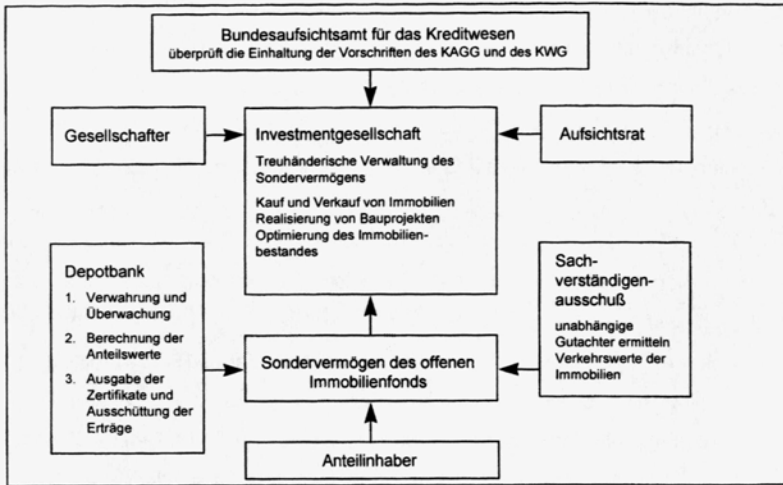 Bundesaufsichtsamt für das Kreditwesen
überprüft die Einhaltung der Vorschriften des KAGG und des KWG
Gesellschafter
Investmentgesellschaft
Treuhänderische Verwaltung des
Sondervermögens
Kauf und Verkauf von Immobilien
Realisierung von Bauprojekten
Optimierung des Immobilien-
bestandes
Aufsichtsrat
Depotbank
1. Verwahrung und
Überwachung
2. Berechnung der
Anteilswerte
3. Ausgabe der
Zertifikate und
Ausschüttung der
Erträge
Sach-
verständigen-
ausschuß
unabhängige
Gutachter ermitteln
Verkehrswerte der
Immobilien
Sondervermögen des offenen
Immobilienfonds
Anteilinhaber